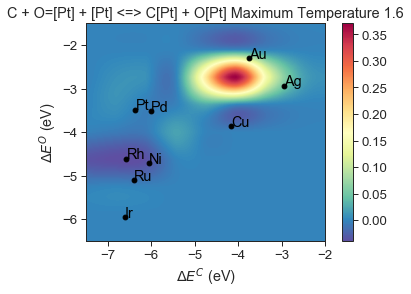 C + O=[Pt] + [Pt] <=> C[Pt] + O[Pt] Maximum Temperature 1.6
−2
−3
−4
−5
−6
ΔE^O (eV)
Au
Ag
Pt
Pd
Cu
Rh
Ni
Ru
Ir
−7
−6
−5
−4
−3
−2
ΔE^C (eV)
0.35
0.30
0.25
0.20
0.15
0.10
0.05
0.00